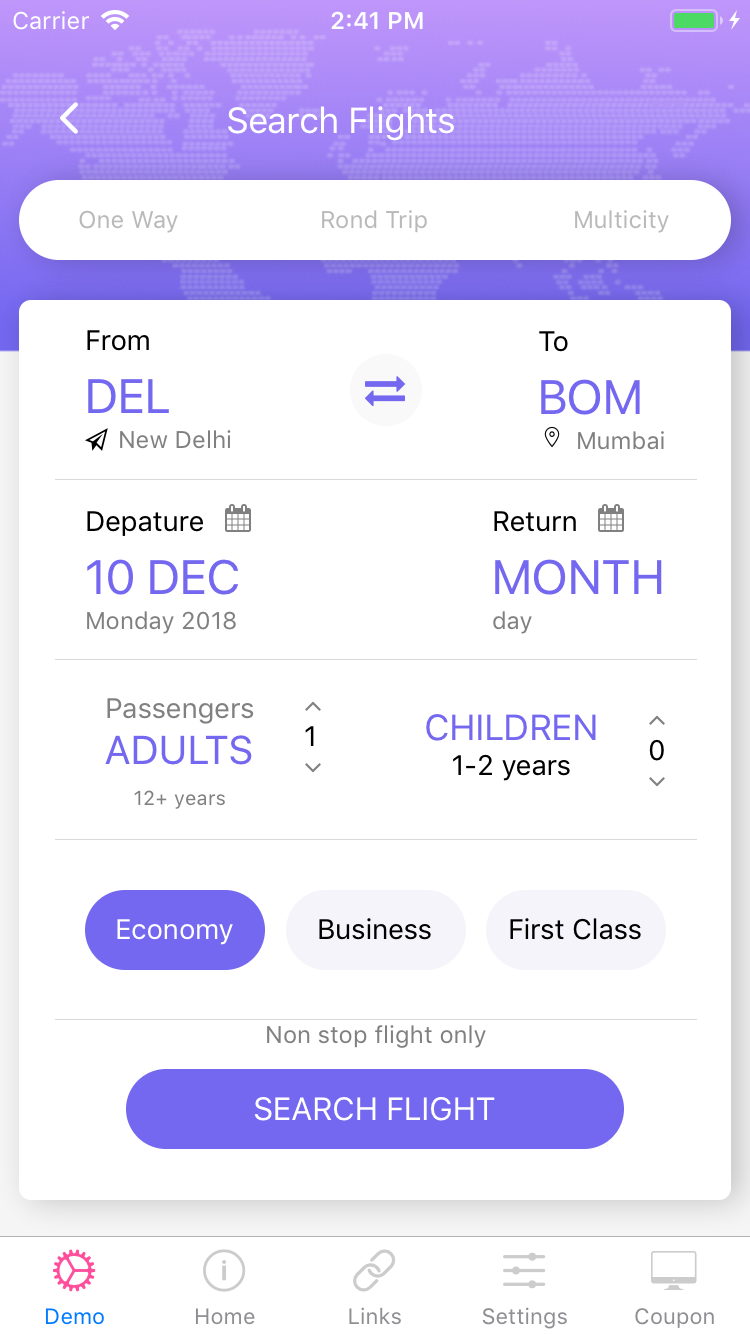 Carrier 2:41 PM
Search Flights
One Way Rond Trip Multicity
From To
DEL BOM
New Delhi Mumbai
Depature Return
10 DEC MONTH
Monday 2018 day
Passengers
ADULTS 1 CHILDREN 0
12+ years 1-2 years
Economy Business First Class
Non stop flight only
SEARCH FLIGHT
Demo Home Links Settings Coupon